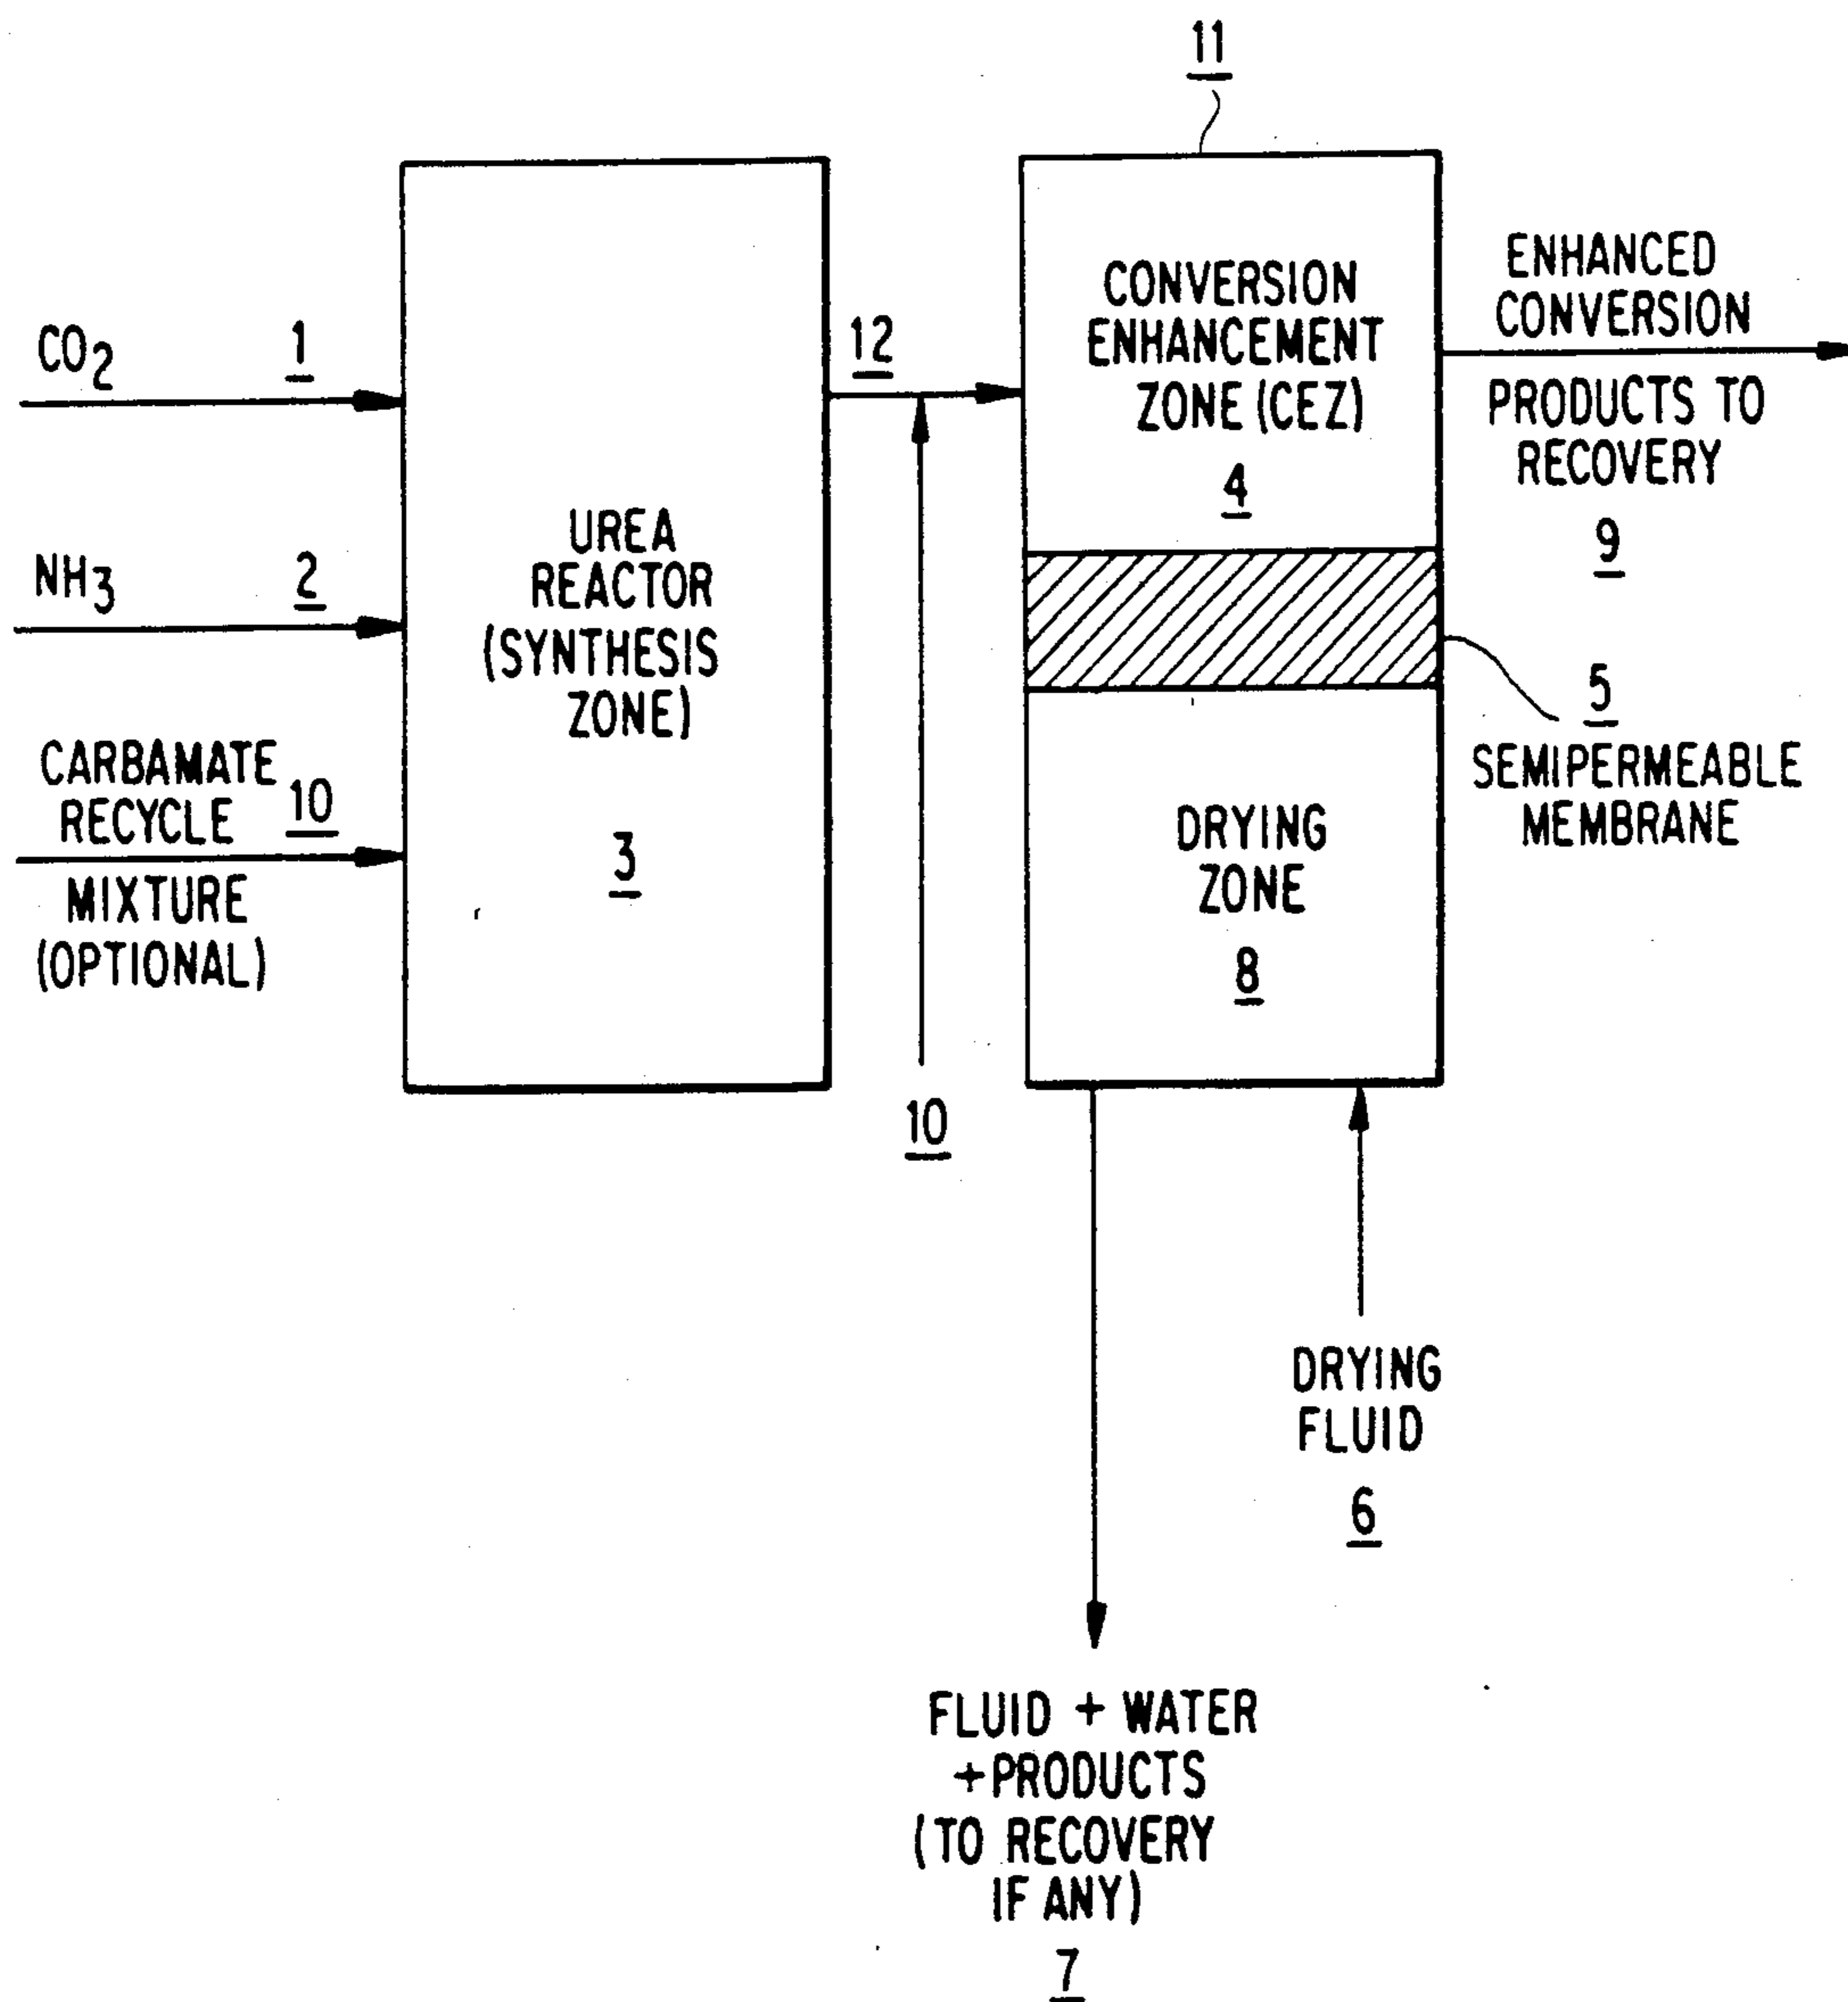 11
CO2
1
NH3
2
CARBAMATE
RECYCLE
10
MIXTURE
(OPTIONAL)
UREA
REACTOR
(SYNTHESIS
ZONE)
3
12
10
CONVERSION
ENHANCEMENT
ZONE (CEZ)
4
ENHANCED
CONVERSION
PRODUCTS TO
RECOVERY
9
5
SEMIPERMEABLE
MEMBRANE
DRYING
ZONE
8
DRYING
FLUID
6
FLUID + WATER
+PRODUCTS
(TO RECOVERY
IF ANY)
7